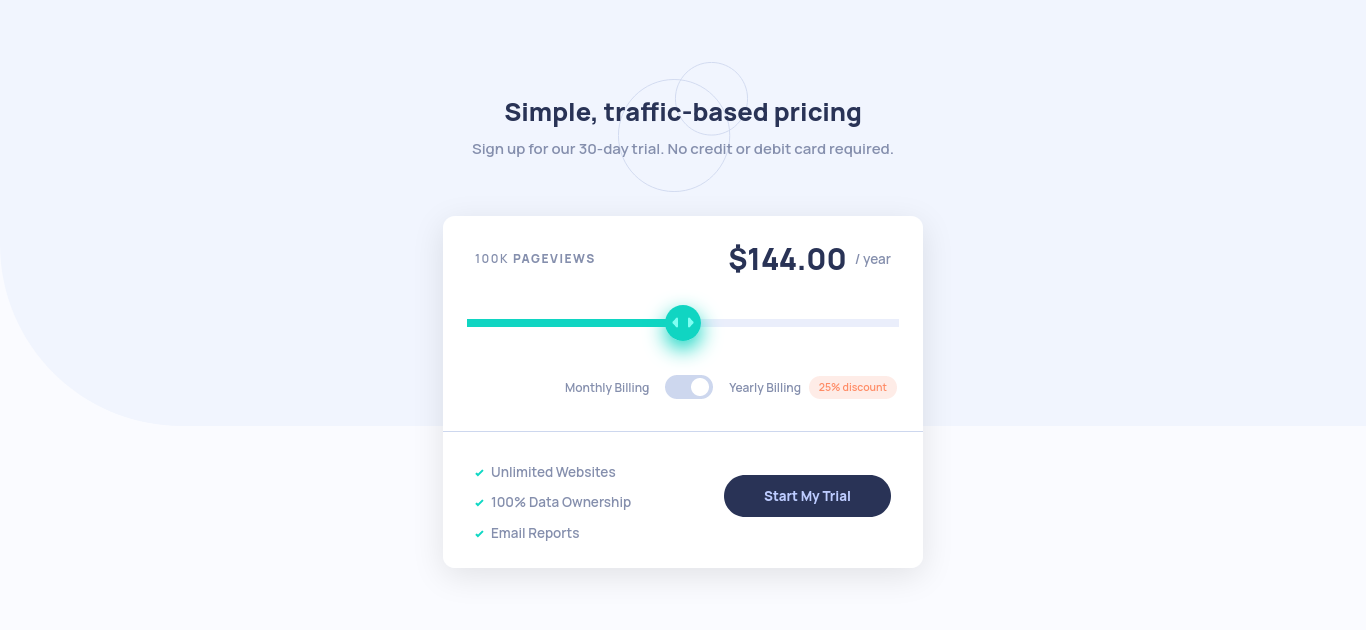 Simple, traffic-based pricing
Sign up for our 30-day trial. No credit or debit card required.
100K PAGEVIEWS
$144.00 / year
Monthly Billing
Yearly Billing
25% discount
Unlimited Websites
100% Data Ownership
Email Reports
Start My Trial